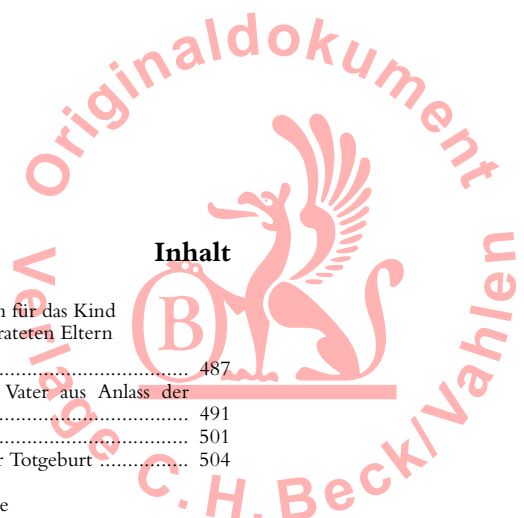 Originaldokument
Inhalt
n für das Kind
rateten Eltern
................................... 487
Vater aus Anlass der
................................... 491
................................... 501
r Totgeburt ................ 504
e
B
Verlage C.H.Beck/Vahlen